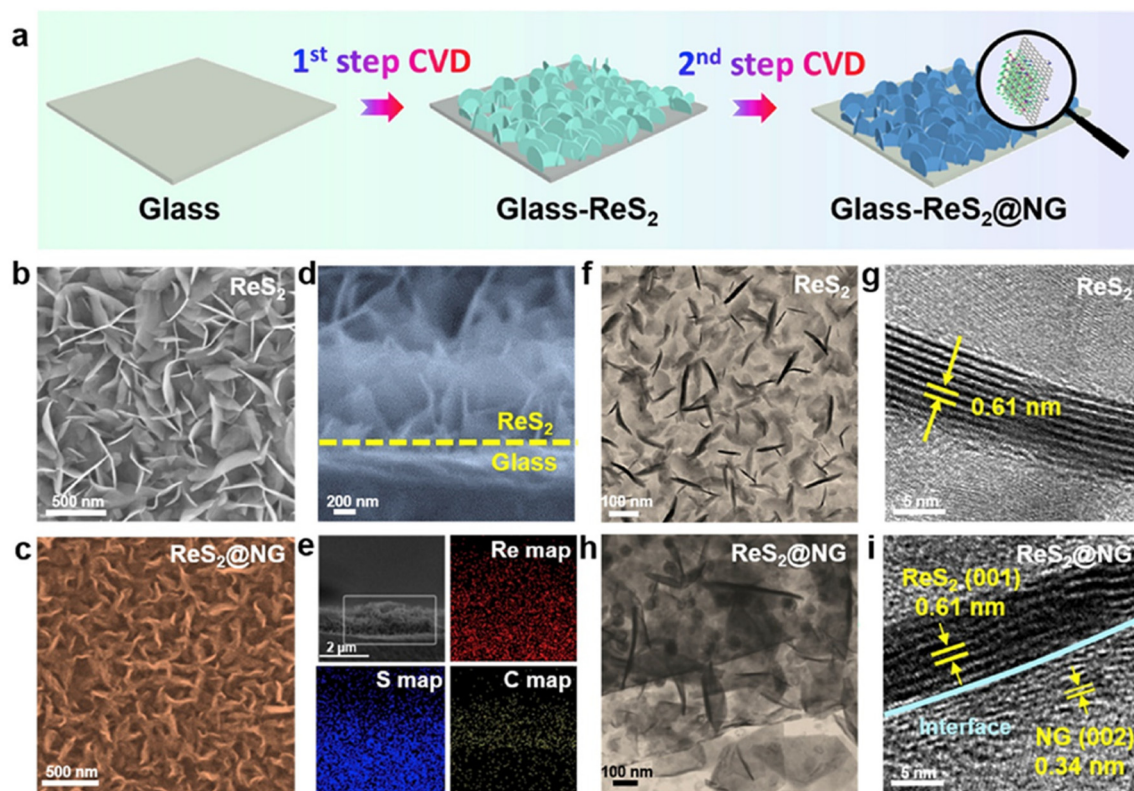 a
1st step CVD
2nd step CVD
Glass
Glass-ReS2
Glass-ReS2@NG
b
ReS2
500 nm
d
ReS2
Glass
200 nm
f
ReS2
100 nm
g
ReS2
0.61 nm
5 nm
c
ReS2@NG
500 nm
e
Re map
2 µm
S map
C map
h
ReS2@NG
100 nm
i
ReS2@NG
ReS2 (001)
0.61 nm
Interface
NG (002)
0.34 nm
5 nm